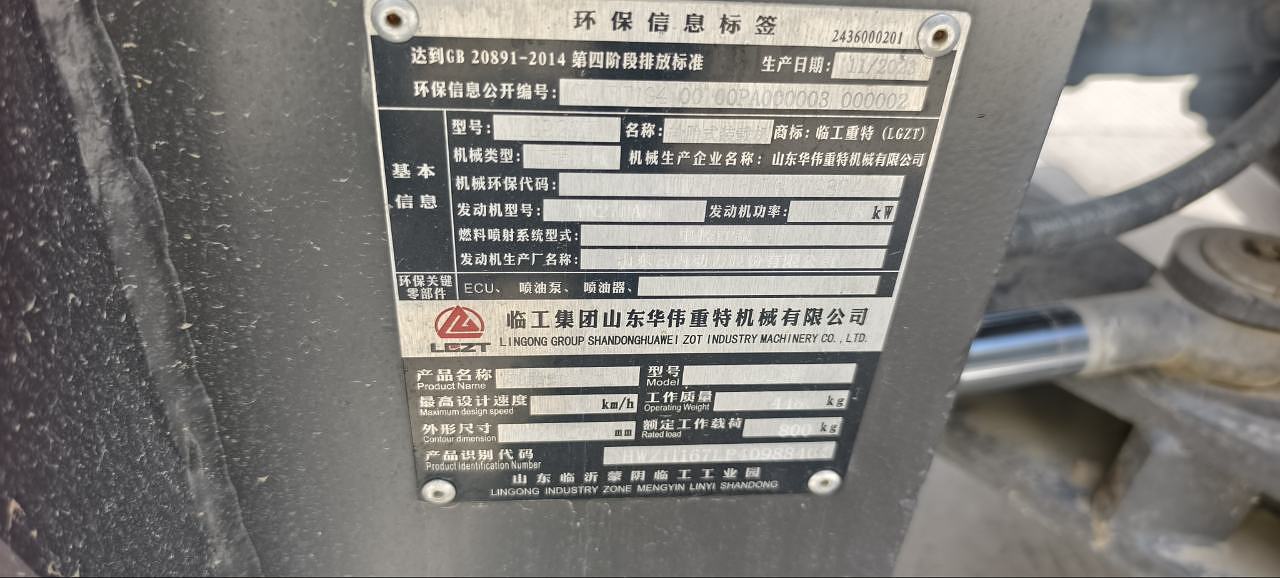 环保信息标签
2436000201
达到GB 20891-2014 第四阶段排放标准 生产日期: 11/2023
环保信息公开编号: 00 00PA000003 000002
基本信息
型号: 名称: 商标: 临工重特 (LGZT)
机械类型: 机械生产企业名称: 山东华伟重特机械有限公司
机械环保代码:
发动机型号: 发动机功率: kW
燃料喷射系统型式:
发动机生产厂名称:
环保关键零部件 ECU、 喷油泵、 喷油器、
临工集团山东华伟重特机械有限公司
LGZT LINGONG GROUP SHANDONGHUAWEI ZOT INDUSTRY MACHINERY CO.,LTD.
产品名称 型号
Product Name Model
最高设计速度 km/h 工作质量 kg
Maximum design speed Operating Weight
外形尺寸 mm 额定工作载荷 800 kg
Contour dimension Rated load
产品识别代码
Product Identification Number
山东临沂蒙阴临工工业园
LINGONG INDUSTRY ZONE MENGYIN LINYI SHANDONG